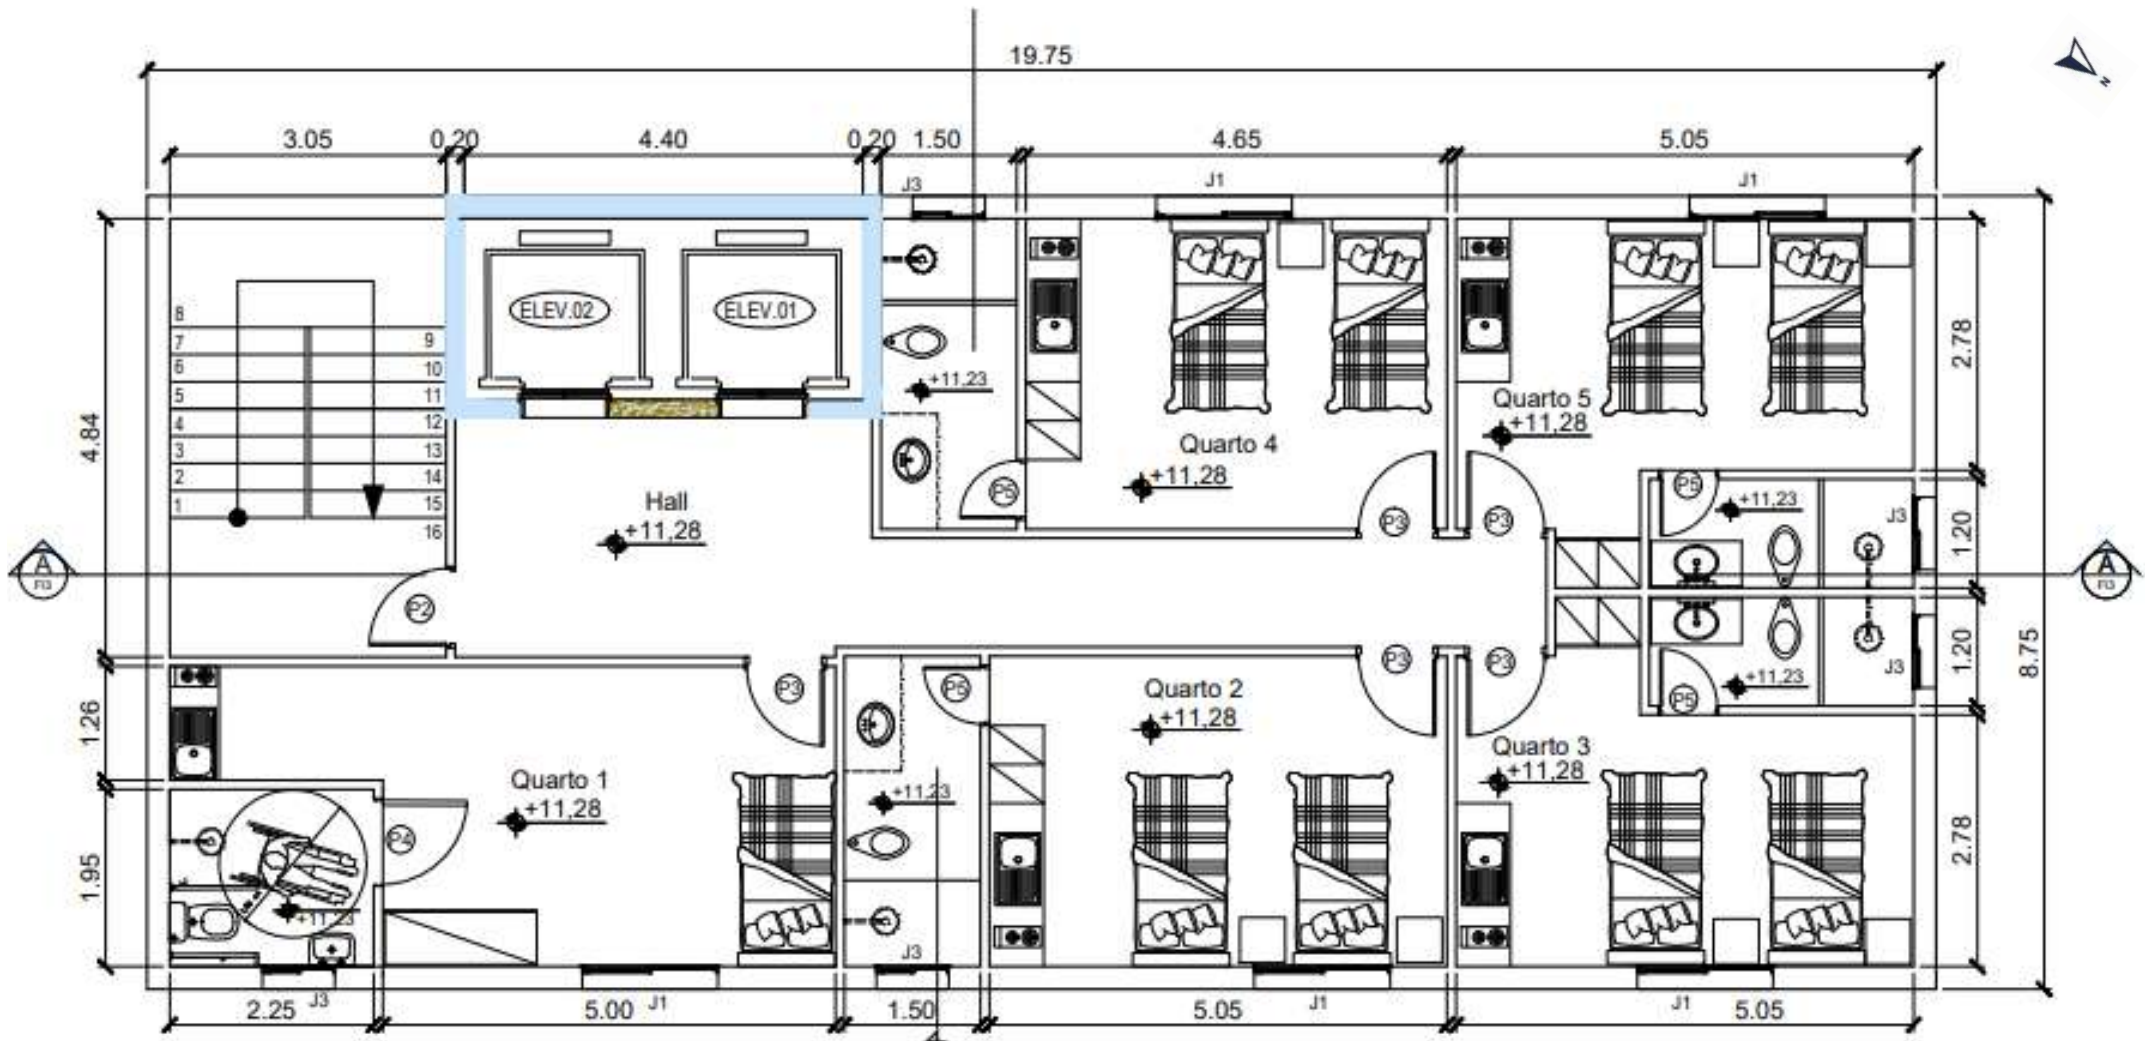 19.75
N
3.05 0.20 4.40 0.20 1.50 4.65 5.05
J3 J1 J1
ELEV.02 ELEV.01
8
7 9
6 10
5 11
4 12
3 13
2 14
1 15
16
+11,23
Quarto 4
+11,28
Quarto 5
+11,28
4.84
2.78
Hall
+11,28
P5 P3 P3 P5
+11,23
J3
1.20
A
A
P2
8.75
1.20
J3
+11,23
P3 P5 P3 P3 P5
Quarto 2
+11,28
Quarto 3
+11,28
1.26
Quarto 1
+11,28
+11,23
P4
2.78
1.95
+11,23
J3
2.25 J3 5.00 J1 1.50 5.05 J1 J1 5.05